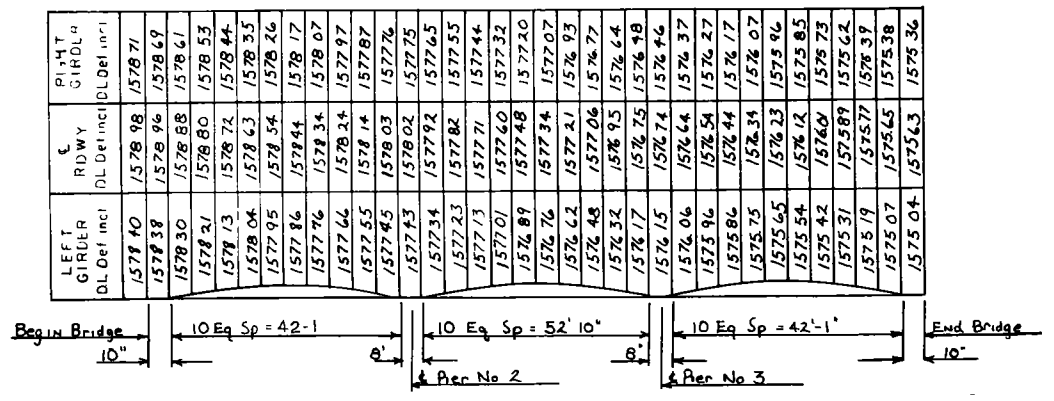 RIGHT GIRDER DL Def incl 1578 71 1578 69 1578 61 1578 53 1578 44 1578 35 1578 26 1578 17 1578 07 1577 97 1577 87 1577 76 1577 75 1577 65 1577 55 1577 44 1577 32 1577 20 1577 07 1576 93 1576.77 1576 64 1576 48 1576 46 1576 37 1576 27 1576 17 1576 07 1575 96 1575 85 1575 73 1575 62 1575 39 1575.38 1575 36
℄ RDWY DL Def incl 1578 98 1578 96 1578 88 1578 80 1578 72 1578 63 1578 54 1578 44 1578 34 1578 24 1578 14 1578 03 1578 02 1577 92 1577 82 1577 71 1577 60 1577 48 1577 34 1577 21 1577 06 1576 95 1576 75 1576 74 1576 64 1576 54 1576 44 1576 34 1576 23 1576 12 1576 01 1575 89 1575.77 1575.65 1575 63
LEFT GIRDER DL Def incl 1578 40 1578 38 1578 30 1578 21 1578 13 1578 04 1577 95 1577 86 1577 76 1577 66 1577 55 1577 45 1577 43 1577 34 1577 23 1577 13 1577 01 1576 89 1576 76 1576 62 1576 48 1576 32 1576 17 1576 15 1576 06 1575 96 1575 86 1575.75 1575 65 1575 54 1575 42 1575 31 1575 19 1575 07 1575 04
Begin Bridge 10 Eq Sp = 42-1 10 Eq Sp = 52' 10" 10 Eq Sp = 42'-1" End Bridge
10" 8' 8" 10"
℄ Pier No 2 ℄ Pier No 3